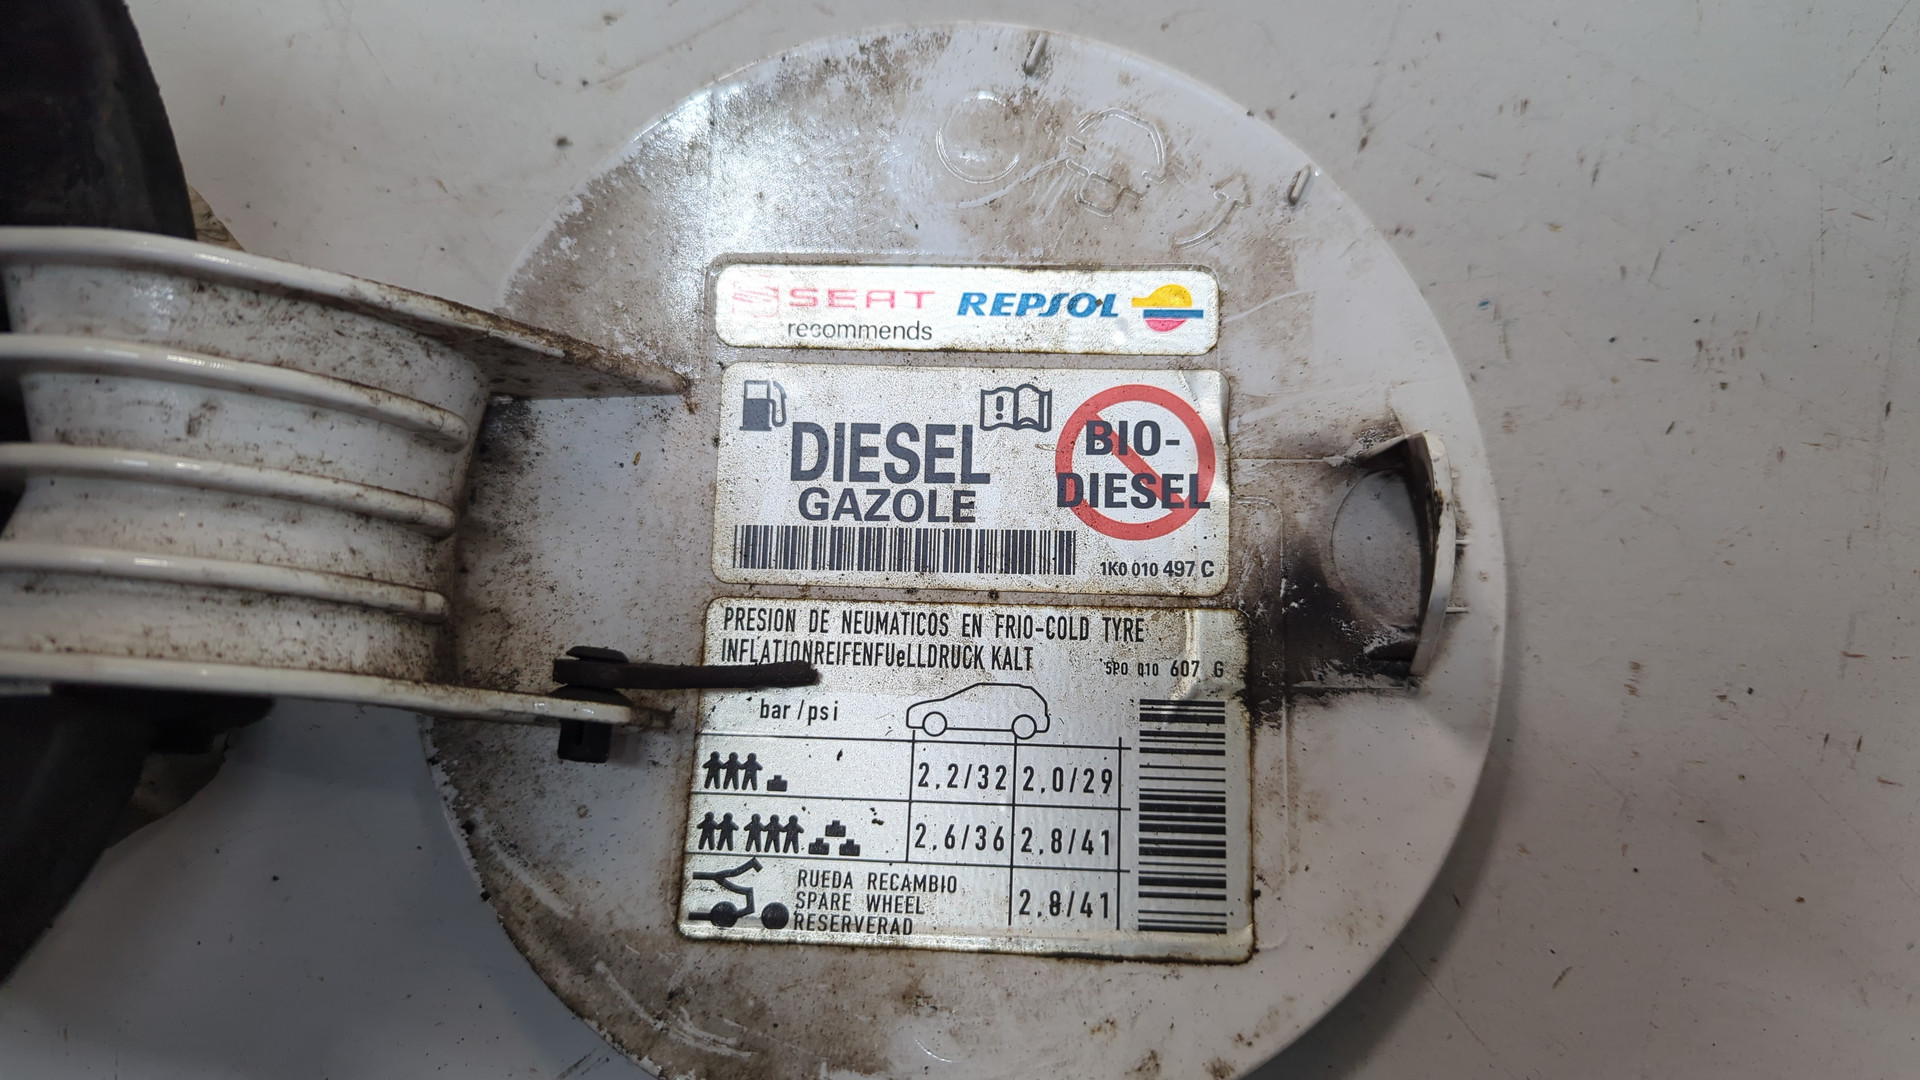 SEAT REPSOL
recommends
DIESEL
GAZOLE
BIO-
DIESEL
1K0 010 497 C
PRESION DE NEUMATICOS EN FRIO-COLD TYRE
INFLATIONREIFENFUeLLDRUCK KALT
5P0 010 607 G
bar/psi
2,2/32 2,0/29
2,6/36 2,8/41
RUEDA RECAMBIO
SPARE WHEEL
RESERVERAD
2,8/41